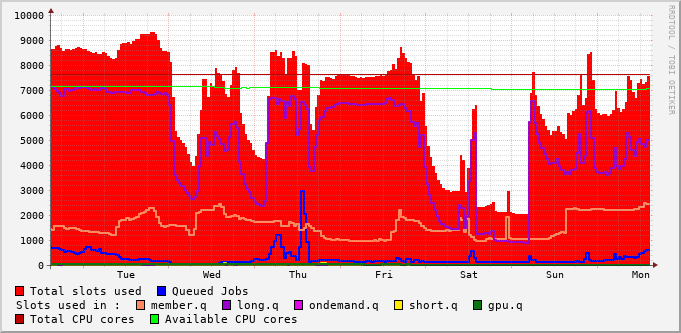 RRDTOOL / TOBI OETIKER
10000
9000
8000
7000
6000
5000
4000
3000
2000
1000
0
Tue Wed Thu Fri Sat Sun Mon
Total slots used Queued Jobs
Slots used in : member.q long.q ondemand.q short.q gpu.q
Total CPU cores Available CPU cores